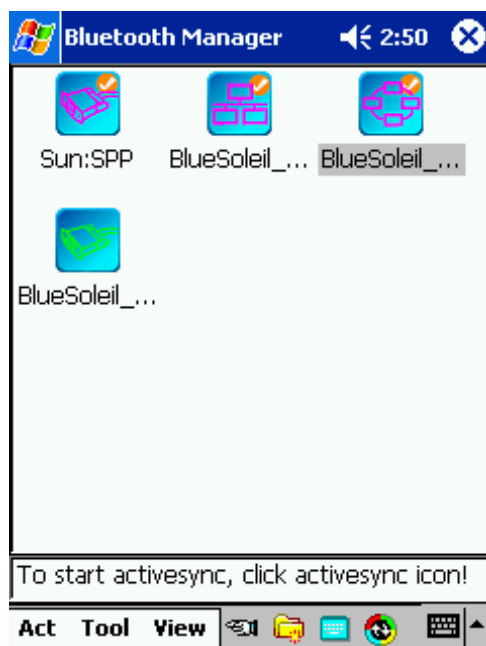 Bluetooth Manager 2:50
Sun:SPP BlueSoleil_... BlueSoleil_...
BlueSoleil_...
To start activesync, click activesync icon!
Act Tool View